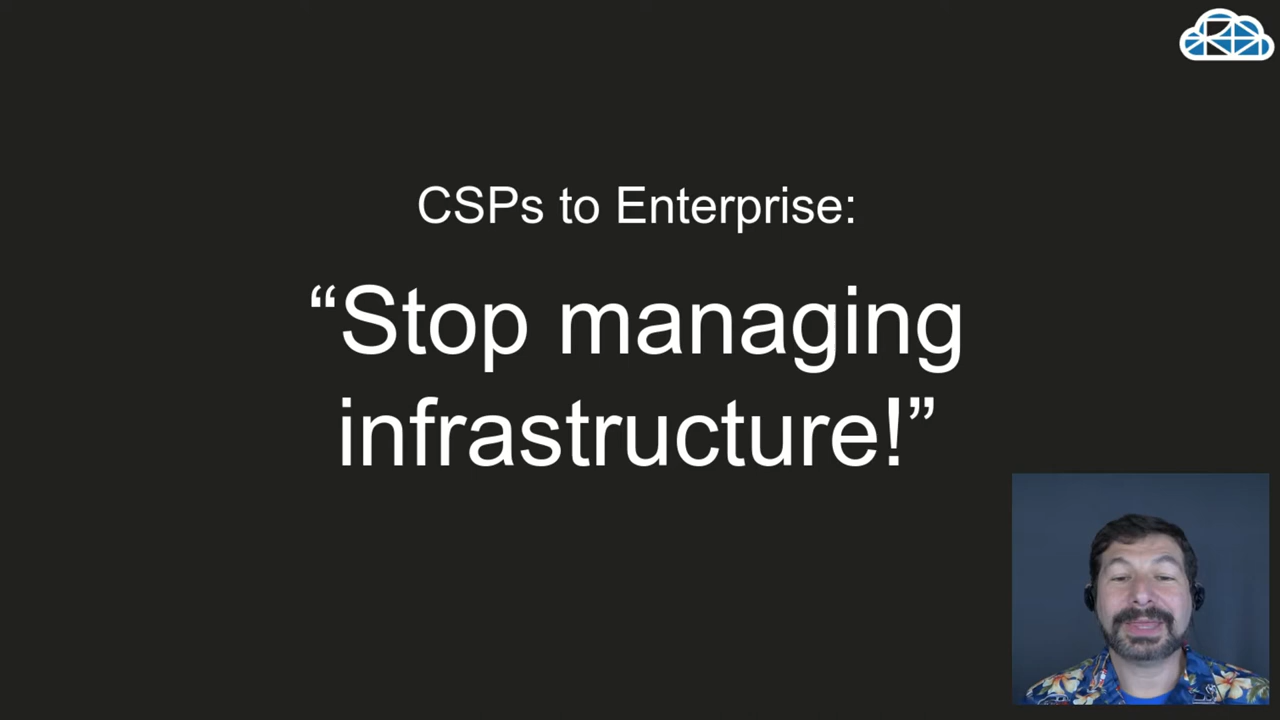 CSPs to Enterprise:
“Stop managing
infrastructure!”